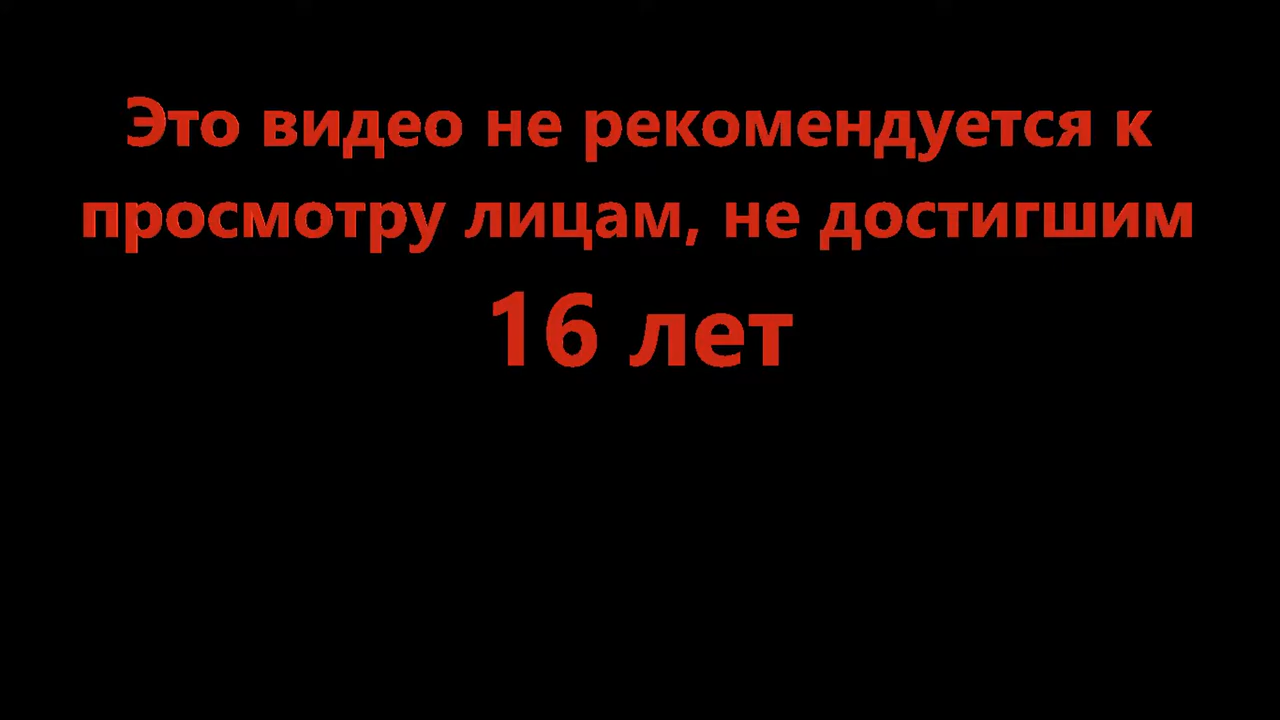 Это видео не рекомендуется к
просмотру лицам, не достигшим
16 лет